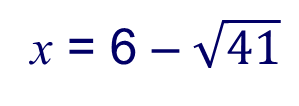 x = 6 – √41